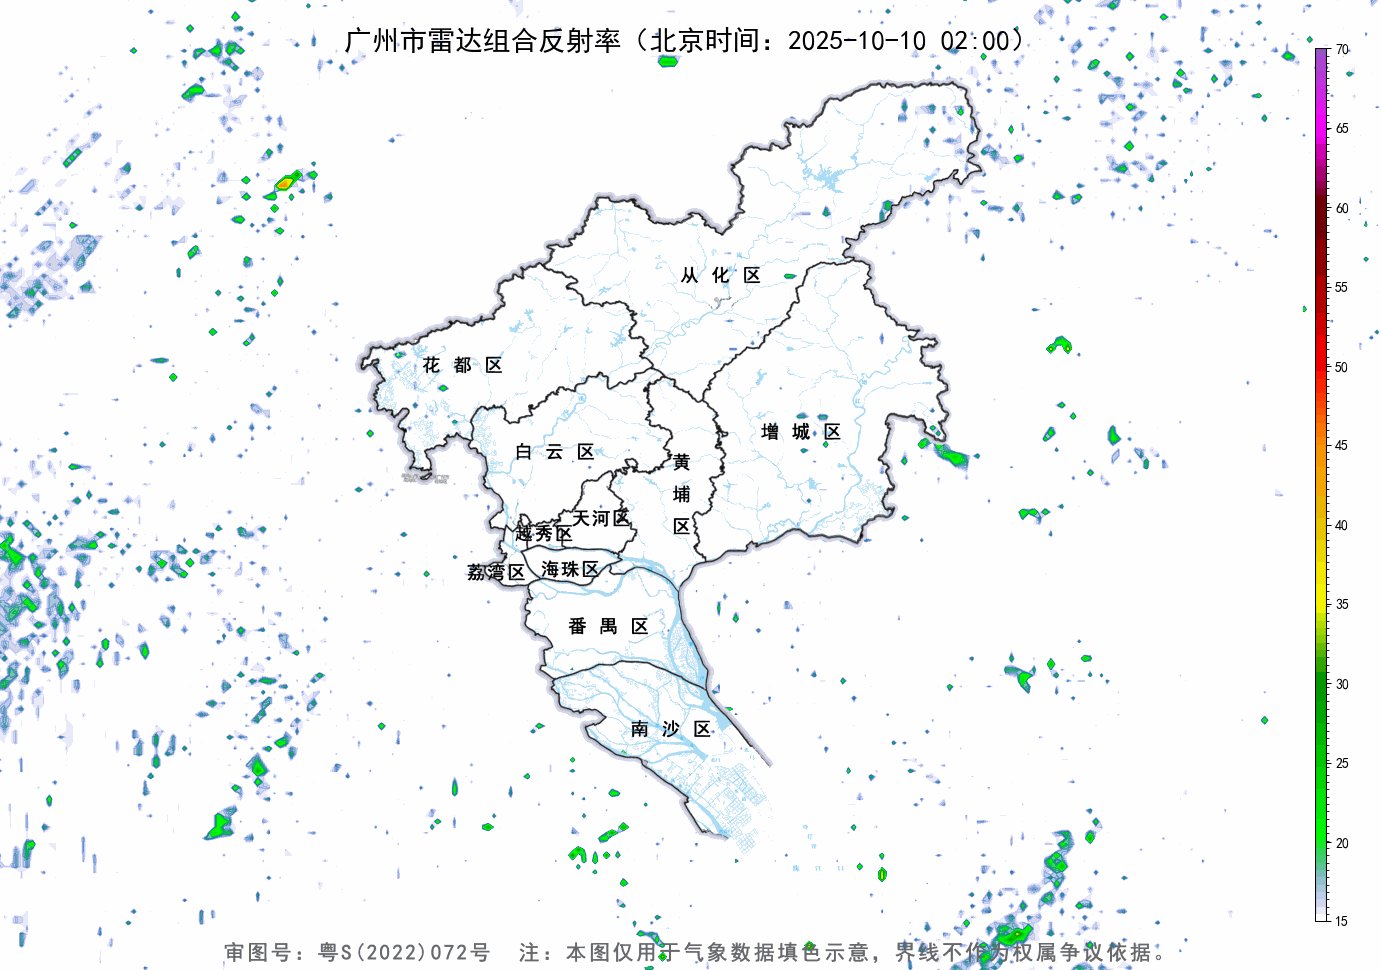 广州市雷达组合反射率（北京时间：2025-10-10 02:00）
70
65
60
55
50
45
40
35
30
25
20
15
从化区
花都区
增城区
白云区
黄埔区
天河区
越秀区
荔湾区
海珠区
番禺区
南沙区
审图号：粤S(2022)072号 注：本图仅用于气象数据填色示意，界线不作为权属争议依据。